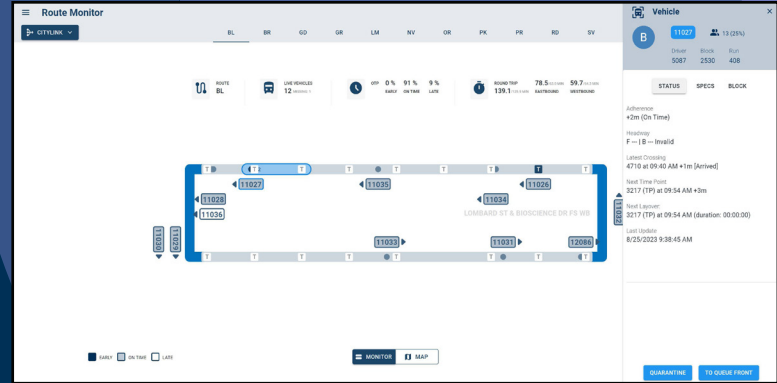 Route Monitor
CITYLINK
BL BR GD GR LM NV OR PK PR RD SV
ROUTE
BL
LIVE VEHICLES
12
OTP 0 % 91 % 9 %
EARLY ON TIME LATE
ROUND TRIP 78.5 59.7
139.1 EASTBOUND WESTBOUND
T T T T T T T T T
11027 11035 11026
11028 11034
11036 LOMBARD ST & BIOSCIENCE DR FS WB
11032
11030 11029
11033 11031 12086
T T T T T T T T
EARLY ON TIME LATE
MONITOR MAP
Vehicle ×
B 11027 13 (25%)
Driver Block Run
5087 2530 408
STATUS SPECS BLOCK
Adherence
+2m (On Time)
Headway
F -- | B -- Invalid
Latest Crossing
4710 at 09:40 AM +1m [Arrived]
Next Time Point
3217 (TP) at 09:54 AM +3m
Next Layover
3217 (TP) at 09:54 AM (duration: 00:00:00)
Last Update
8/25/2023 9:38:45 AM
QUARANTINE TO QUEUE FRONT